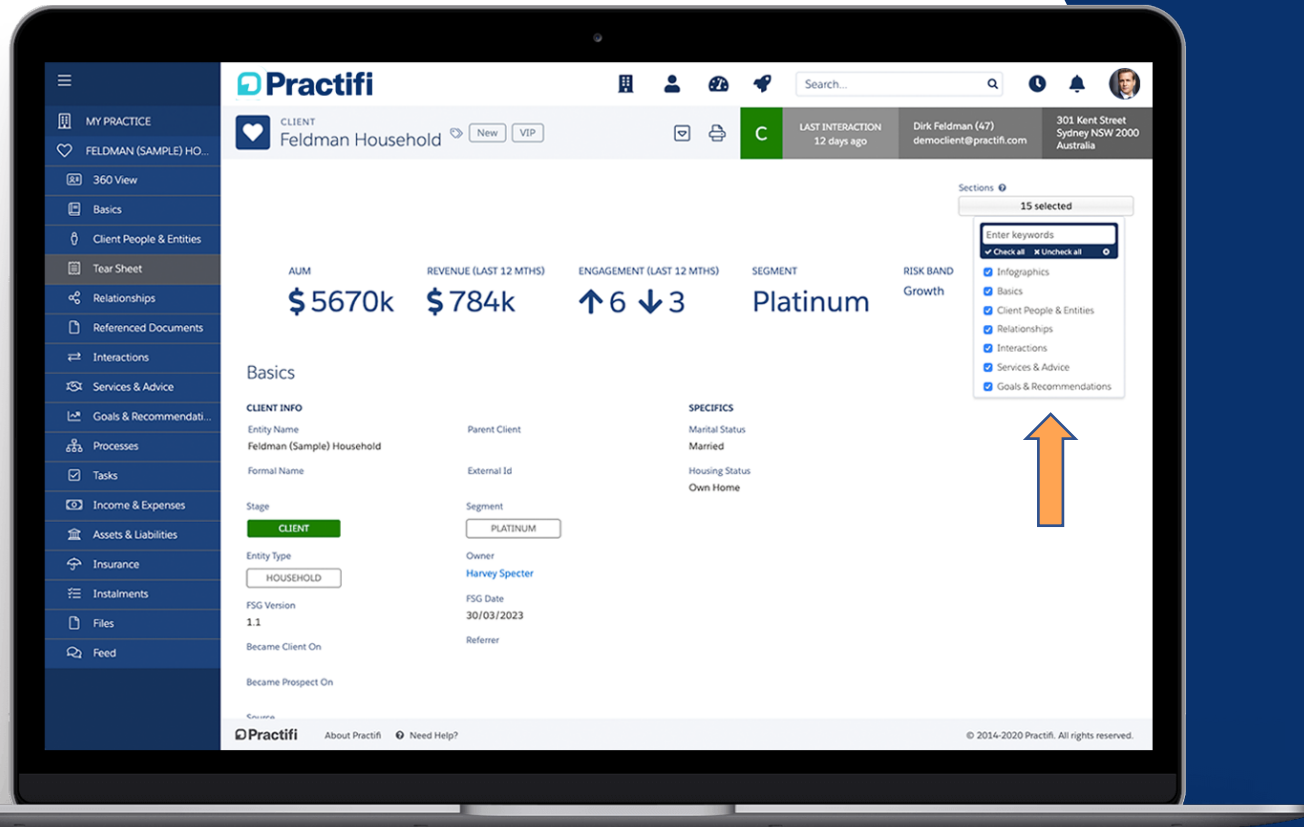 Practifi
Search...
MY PRACTICE
FELDMAN (SAMPLE) HO...
360 View
Basics
Client People & Entities
Tear Sheet
Relationships
Referenced Documents
Interactions
Services & Advice
Goals & Recommendati...
Processes
Tasks
Income & Expenses
Assets & Liabilities
Insurance
Instalments
Files
Feed
CLIENT
Feldman Household
New
VIP
C
LAST INTERACTION
12 days ago
Dirk Feldman (47)
democlient@practifi.com
301 Kent Street
Sydney NSW 2000
Australia
Sections
15 selected
Enter keywords
Check all
Uncheck all
Infographics
Basics
Client People & Entities
Relationships
Interactions
Services & Advice
Goals & Recommendations
AUM
$5670k
REVENUE (LAST 12 MTHS)
$784k
ENGAGEMENT (LAST 12 MTHS)
6 3
SEGMENT
Platinum
RISK BAND
Growth
Basics
CLIENT INFO
Entity Name
Feldman (Sample) Household
Formal Name
Stage
CLIENT
Entity Type
HOUSEHOLD
FSG Version
1.1
Became Client On
Became Prospect On
Source
Parent Client
External Id
Segment
PLATINUM
Owner
Harvey Specter
FSG Date
30/03/2023
Referrer
SPECIFICS
Marital Status
Married
Housing Status
Own Home
Practifi
About Practifi
Need Help?
© 2014-2020 Practifi. All rights reserved.